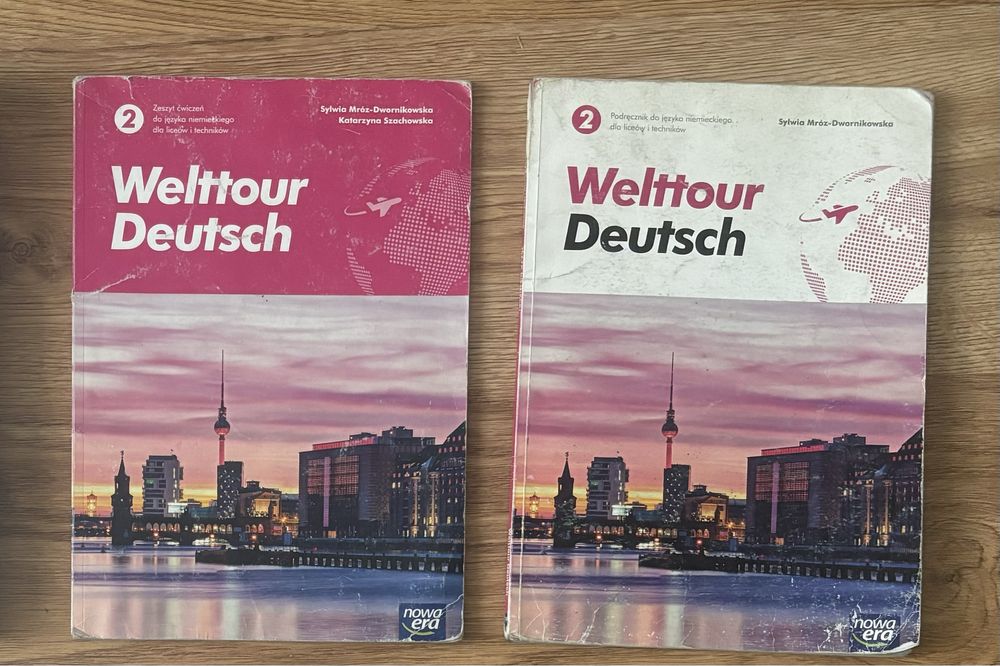 2
Zeszyt ćwiczeń
do języka niemieckiego
dla liceów i techników
Sylwia Mróz-Dwornikowska
Katarzyna Szachowska
Welttour
Deutsch
nowa
era
2
Podręcznik do języka niemieckiego
dla liceów i techników
Sylwia Mróz-Dwornikowska
Welttour
Deutsch
nowa
era